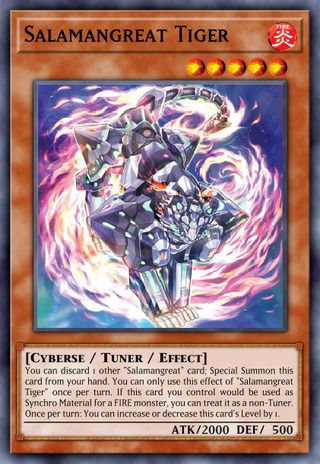 Salamangreat Tiger
FIRE
炎
[Cyberse / Tuner / Effect]
You can discard 1 other "Salamangreat" card; Special Summon
this card from your hand. You can only use this effect of "Salamangreat
Tiger" once per turn. If this card you control would be used as
Synchro Material for a FIRE monster, you can treat it as a non-Tuner.
Once per turn: You can increase or decrease this card's Level by 1.
ATK/2000 DEF/ 500